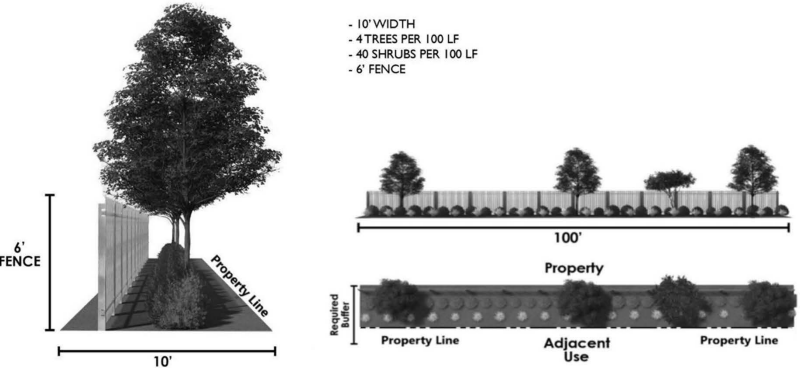 - 10' WIDTH
- 4 TREES PER 100 LF
- 40 SHRUBS PER 100 LF
- 6' FENCE
6'
FENCE
Property Line
10'
100'
Property
Required
Buffer
Property Line
Adjacent
Use
Property Line